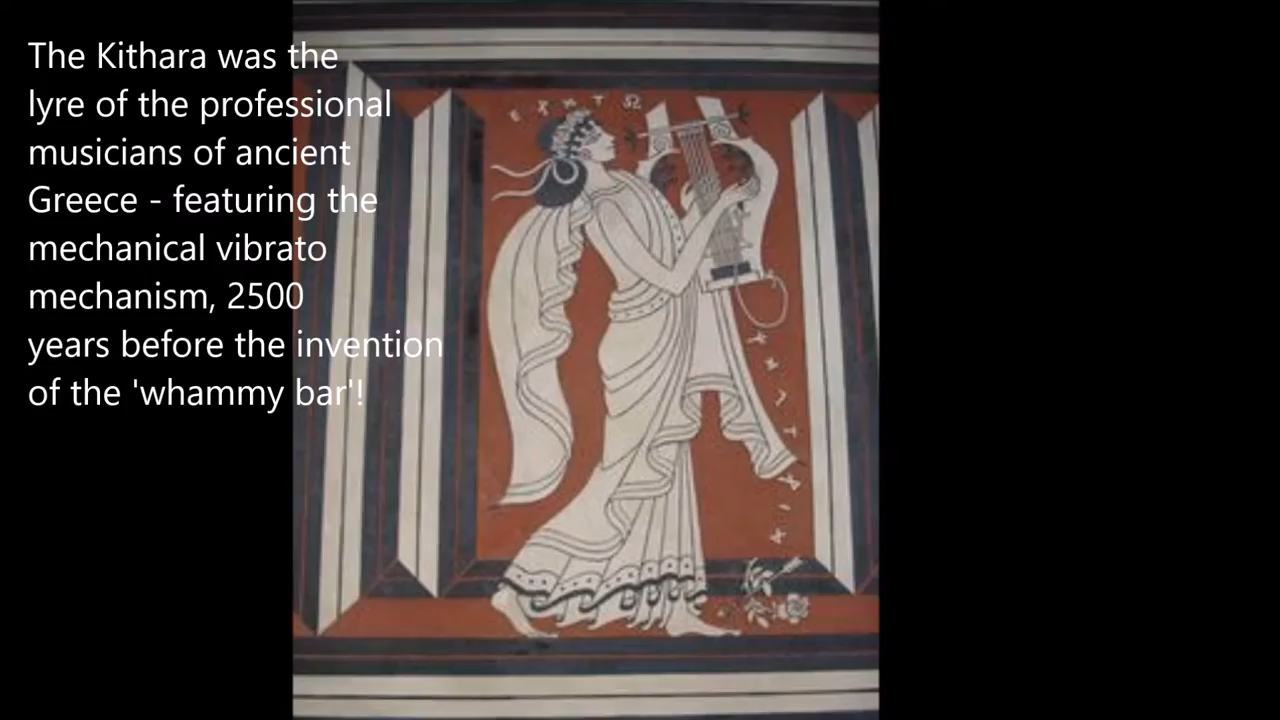 The Kithara was the
lyre of the professional
musicians of ancient
Greece - featuring the
mechanical vibrato
mechanism, 2500
years before the invention
of the 'whammy bar'!